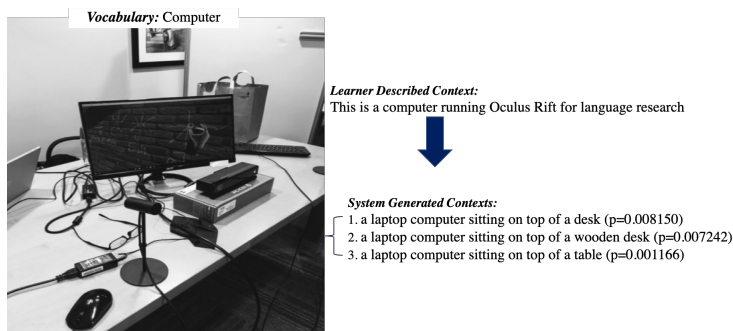 Vocabulary: Computer
Learner Described Context:
This is a computer running Oculus Rift for language research
System Generated Contexts:
1. a laptop computer sitting on top of a desk (p=0.008150)
2. a laptop computer sitting on top of a wooden desk (p=0.007242)
3. a laptop computer sitting on top of a table (p=0.001166)